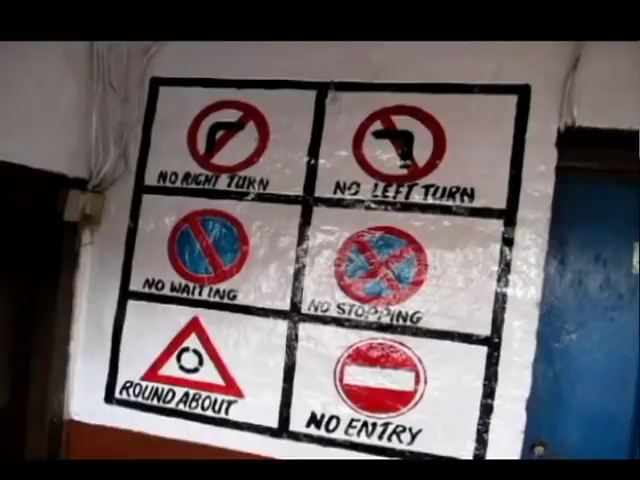 NO RIGHT TURN
NO LEFT TURN
NO WAITING
NO STOPPING
ROUND ABOUT
NO ENTRY